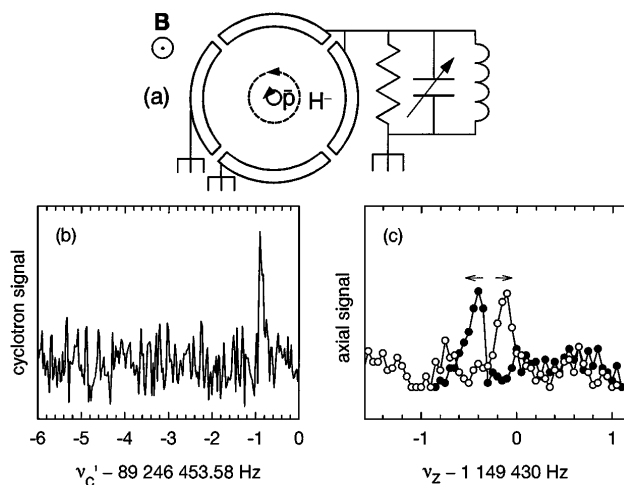 B
(a)
p̄ H⁻
(b)
cyclotron signal
-6 -5 -4 -3 -2 -1 0
ν_c' – 89 246 453.58 Hz
(c)
axial signal
-1 0 1
ν_z – 1 149 430 Hz